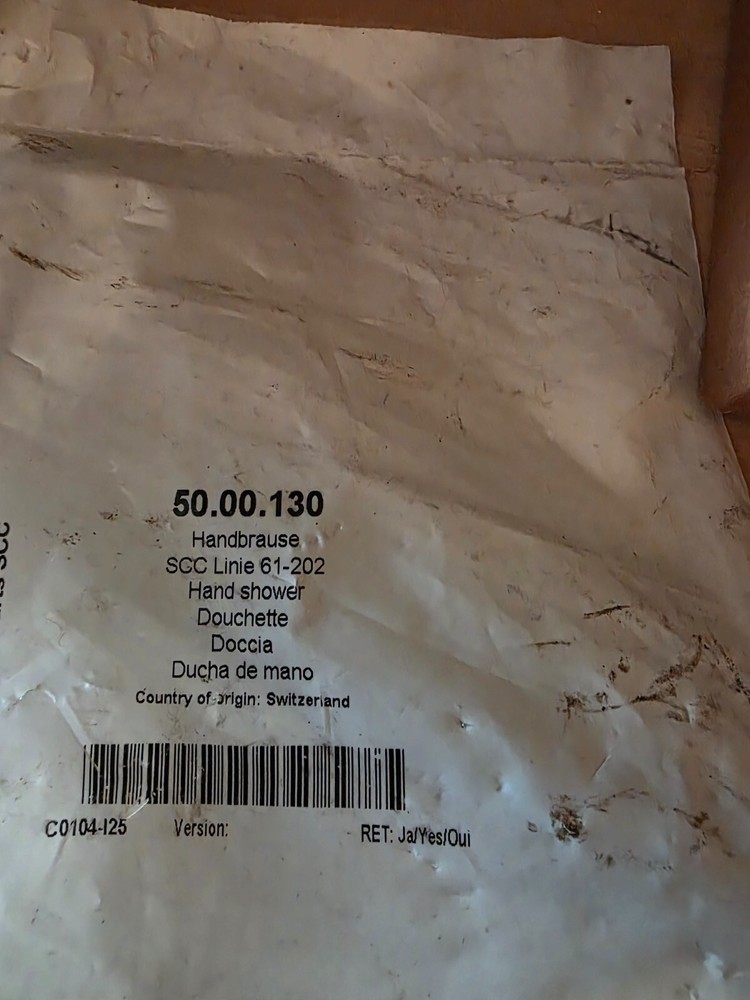 50.00.130
Handbrause
SCC Linie 61-202
Hand shower
Douchette
Doccia
Ducha de mano
Country of origin: Switzerland
C0104-I25 Version: RET: Ja/Yes/Oui
SCC